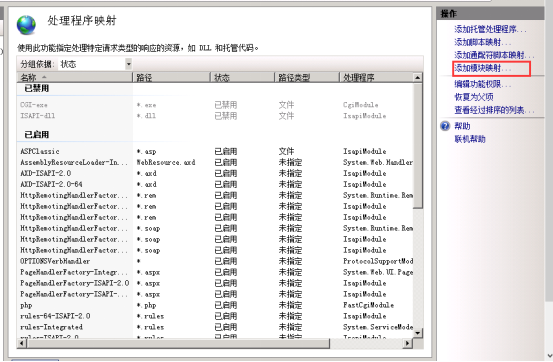 处理程序映射
使用此功能指定处理特定请求类型的响应的资源，如 DLL 和托管代码。
分组依据: 状态
名称 路径 状态 路径类型 处理程序
已禁用
CGI-exe *.exe 已禁用 文件 CgiModule
ISAPI-dll *.dll 已禁用 文件 IsapiModule
已启用
ASPClassic *.asp 已启用 文件 IsapiModule
AssemblyResourceLoader-In... WebResource.axd 已启用 未指定 System.Web.Handler
AXD-ISAPI-2.0 *.axd 已启用 未指定 IsapiModule
AXD-ISAPI-2.0-64 *.axd 已启用 未指定 IsapiModule
HttpRemotingHandlerFactor... *.rem 已启用 未指定 System.Runtime.Rem
HttpRemotingHandlerFactor... *.rem 已启用 未指定 IsapiModule
HttpRemotingHandlerFactor... *.rem 已启用 未指定 IsapiModule
HttpRemotingHandlerFactor... *.soap 已启用 未指定 System.Runtime.Rem
HttpRemotingHandlerFactor... *.soap 已启用 未指定 IsapiModule
HttpRemotingHandlerFactor... *.soap 已启用 未指定 IsapiModule
OPTIONSVerbHandler * 已启用 未指定 ProtocolSupportMod
PageHandlerFactory-Integr... *.aspx 已启用 未指定 System.Web.UI.Page
PageHandlerFactory-ISAPI-2.0 *.aspx 已启用 未指定 IsapiModule
PageHandlerFactory-ISAPI-... *.aspx 已启用 未指定 IsapiModule
php *.php 已启用 未指定 FastCgiModule
rules-64-ISAPI-2.0 *.rules 已启用 未指定 IsapiModule
rules-Integrated *.rules 已启用 未指定 System.ServiceMode
操作
添加托管处理程序...
添加脚本映射...
添加通配符脚本映射...
添加模块映射...
编辑功能权限...
恢复为父项
查看经过排序的列表...
帮助
联机帮助